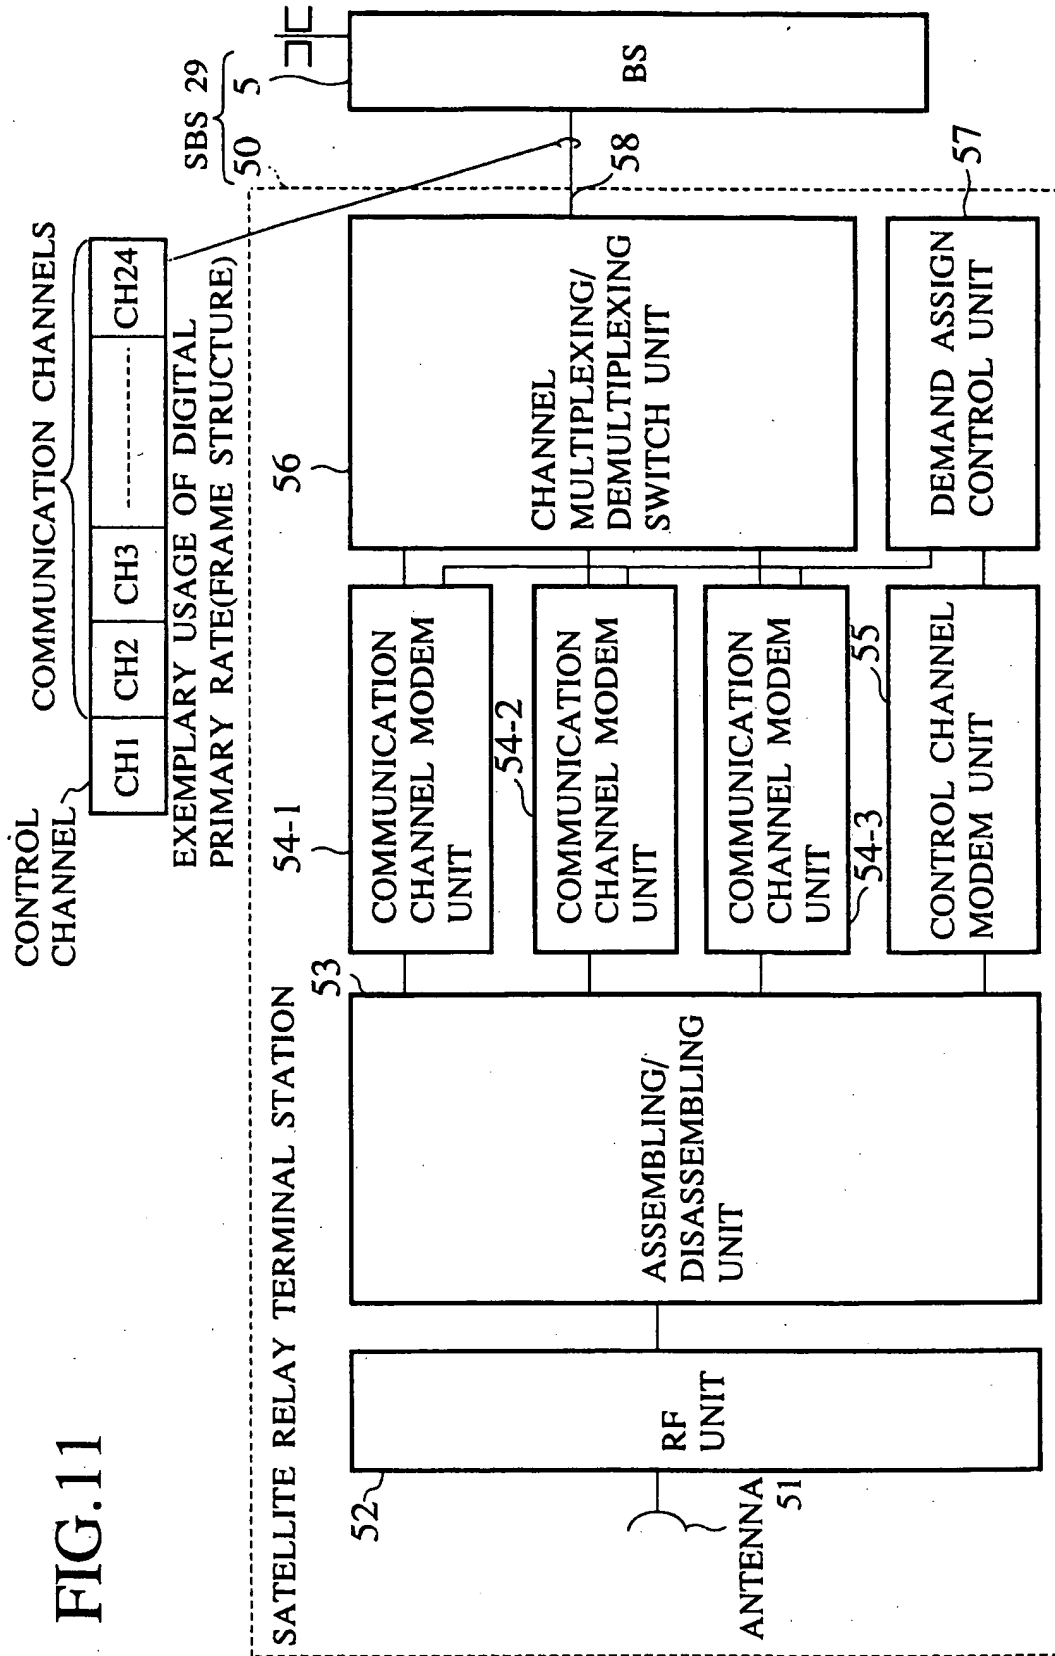 FIG.11
CONTROL
CHANNEL
COMMUNICATION CHANNELS
CH1
CH2
CH3
CH24
EXEMPLARY USAGE OF DIGITAL
PRIMARY RATE(FRAME STRUCTURE)
SBS 29
50
5
SATELLITE RELAY TERMINAL STATION
ANTENNA
51
52
RF
UNIT
53
ASSEMBLING/
DISASSEMBLING
UNIT
54-1
COMMUNICATION
CHANNEL MODEM
UNIT
54-2
COMMUNICATION
CHANNEL MODEM
UNIT
54-3
COMMUNICATION
CHANNEL MODEM
UNIT
55
CONTROL CHANNEL
MODEM UNIT
56
CHANNEL
MULTIPLEXING/
DEMULTIPLEXING
SWITCH UNIT
57
DEMAND ASSIGN
CONTROL UNIT
58
BS